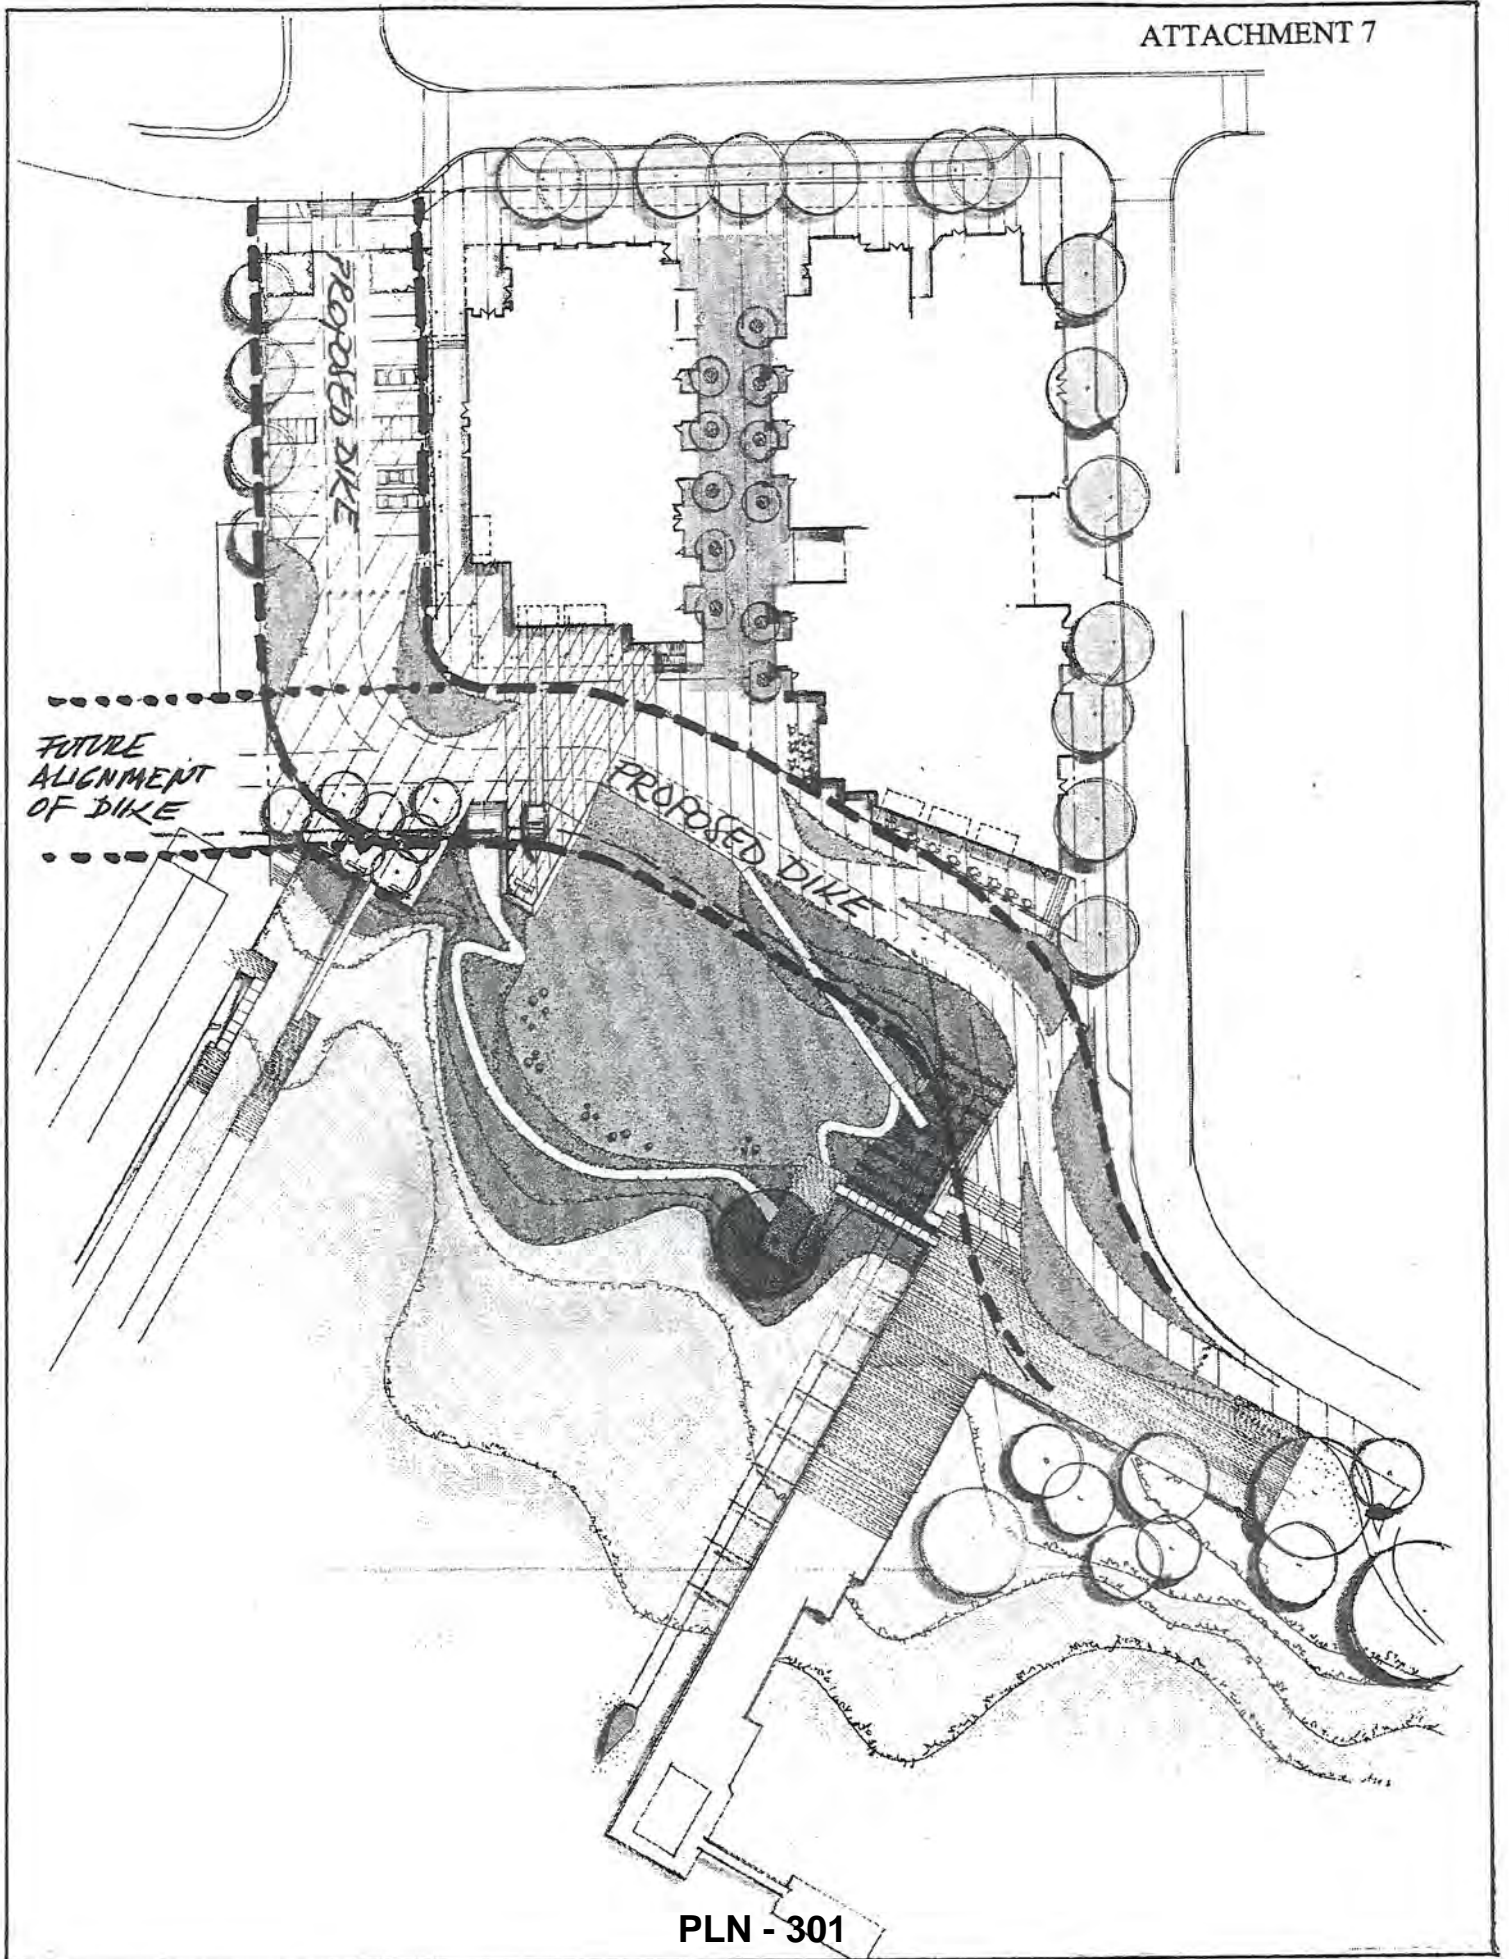 ATTACHMENT 7
PROPOSED DIKE
FUTURE
ALIGNMENT
OF DIKE
PROPOSED DIKE
PLN - 301